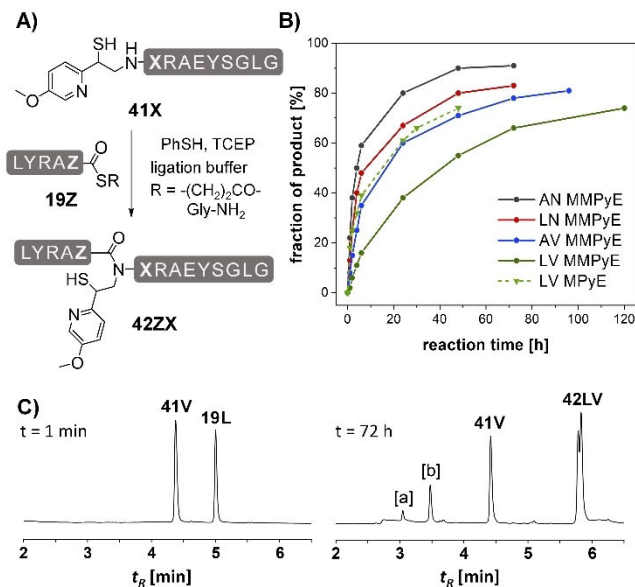 A)
SH
H
N
XRAEYSGLG
N
O
41X
LYRAZ
O
SR
19Z
PhSH, TCEP
ligation buffer
R = -(CH2)2CO-
Gly-NH2
LYRAZ
O
N
XRAEYSGLG
HS
N
O
42ZX
B)
fraction of product [%]
100
80
60
40
20
0
AN MMPyE
LN MMPyE
AV MMPyE
LV MMPyE
LV MPyE
0 20 40 60 80 100 120
reaction time [h]
C)
t = 1 min
41V
19L
2 3 4 5 6
tR [min]
t = 72 h
[a]
[b]
41V
42LV
2 3 4 5 6
tR [min]